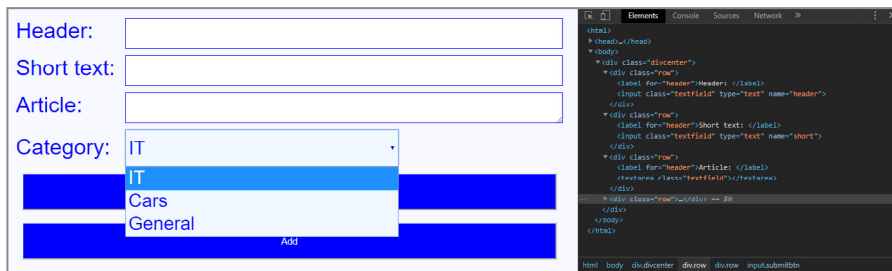 Header:
Short text:
Article:
Category: IT
IT
Cars
General
Add
Elements Console Sources Network »
<html>
<head>…</head>
<body>
<div class="divcenter">
<div class="row">
<label for="header">Header: </label>
<input class="textfield" type="text" name="header">
</div>
<div class="row">
<label for="header">Short text: </label>
<input class="textfield" type="text" name="short">
</div>
<div class="row">
<label for="header">Article: </label>
<textarea class="textfield"></textarea>
</div>
<div class="row">…</div> == $0
</div>
</body>
</html>
html body div.divcenter div.row div.row input.submitbtn